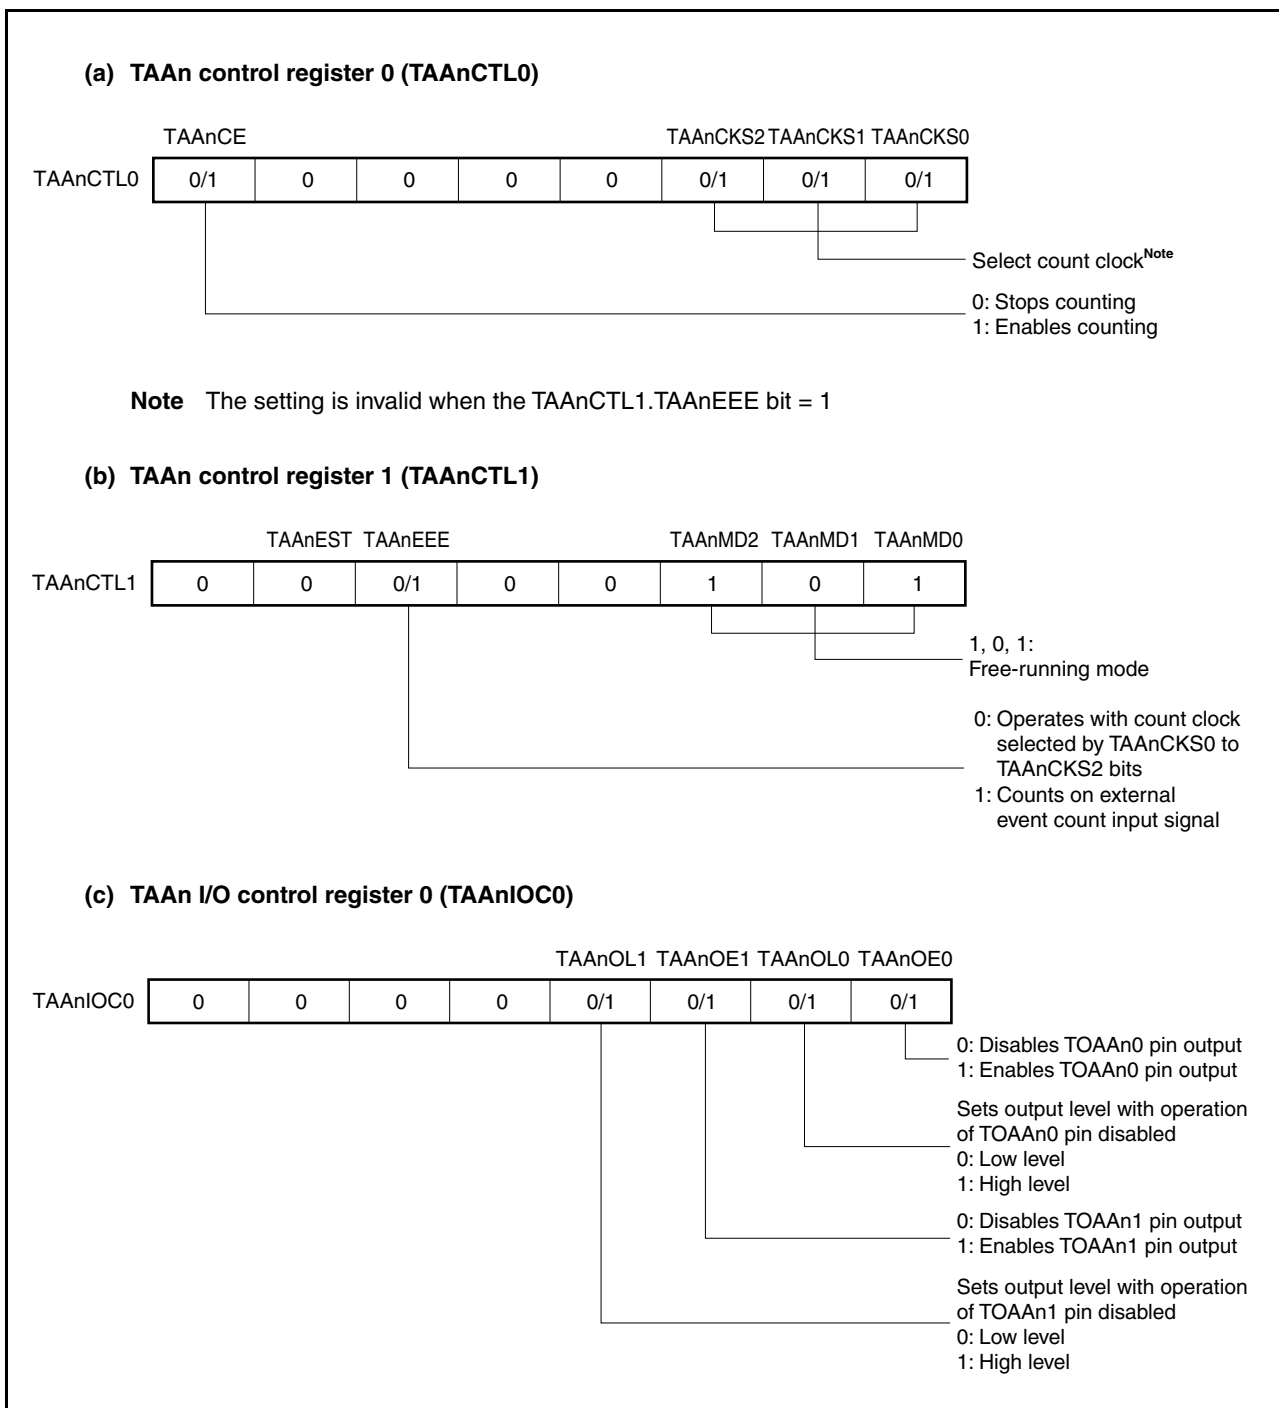 (a) TAAn control register 0 (TAAnCTL0)
TAAnCE TAAnCKS2 TAAnCKS1 TAAnCKS0
TAAnCTL0 0/1 0 0 0 0 0/1 0/1 0/1
Select count clockNote
0: Stops counting
1: Enables counting
Note The setting is invalid when the TAAnCTL1.TAAnEEE bit = 1
(b) TAAn control register 1 (TAAnCTL1)
TAAnEST TAAnEEE TAAnMD2 TAAnMD1 TAAnMD0
TAAnCTL1 0 0 0/1 0 0 1 0 1
1, 0, 1:
Free-running mode
0: Operates with count clock
selected by TAAnCKS0 to
TAAnCKS2 bits
1: Counts on external
event count input signal
(c) TAAn I/O control register 0 (TAAnIOC0)
TAAnOL1 TAAnOE1 TAAnOL0 TAAnOE0
TAAnIOC0 0 0 0 0 0/1 0/1 0/1 0/1
0: Disables TOAAn0 pin output
1: Enables TOAAn0 pin output
Sets output level with operation
of TOAAn0 pin disabled
0: Low level
1: High level
0: Disables TOAAn1 pin output
1: Enables TOAAn1 pin output
Sets output level with operation
of TOAAn1 pin disabled
0: Low level
1: High level